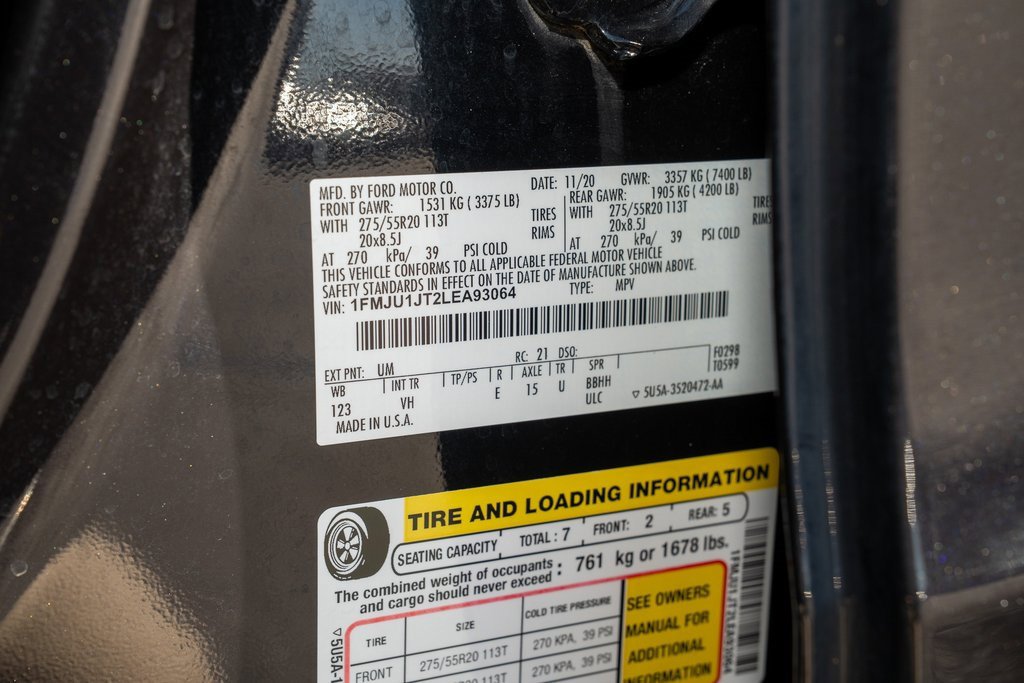 MFD. BY FORD MOTOR CO. DATE: 11/20 GVWR: 3357 KG ( 7400 LB)
FRONT GAWR: 1531 KG ( 3375 LB) REAR GAWR: 1905 KG ( 4200 LB)
WITH 275/55R20 113T TIRES WITH 275/55R20 113T TIRES
20x8.5J RIMS 20x8.5J RIMS
AT 270 kPa/ 39 PSI COLD AT 270 kPa/ 39 PSI COLD
THIS VEHICLE CONFORMS TO ALL APPLICABLE FEDERAL MOTOR VEHICLE
SAFETY STANDARDS IN EFFECT ON THE DATE OF MANUFACTURE SHOWN ABOVE.
VIN: 1FMJU1JT2LEA93064 TYPE: MPV
EXT PNT: UM RC: 21 DSO: F0298
WB INT TR TP/PS R AXLE TR SPR T0599
123 VH E 15 U BBHH
ULC ▽ 5U5A-3520472-AA
MADE IN U.S.A.
TIRE AND LOADING INFORMATION
SEATING CAPACITY TOTAL : 7 FRONT: 2 REAR: 5
The combined weight of occupants
and cargo should never exceed : 761 kg or 1678 lbs.
TIRE SIZE COLD TIRE PRESSURE
FRONT 275/55R20 113T 270 KPA, 39 PSI
270 KPA, 39 PSI
SEE OWNERS
MANUAL FOR
ADDITIONAL
INFORMATION
1FMJU1JT2LEA93064
▽5U5A-1